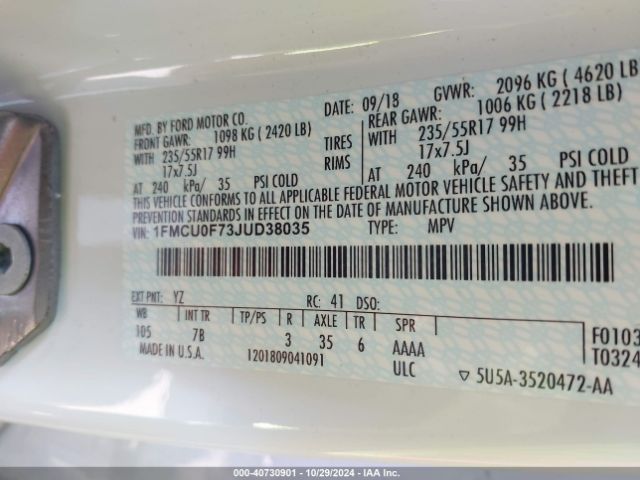 MFD. BY FORD MOTOR CO. DATE: 09/18 GVWR: 2096 KG ( 4620 LB
FRONT GAWR: 1098 KG ( 2420 LB) REAR GAWR: 1006 KG ( 2218 LB)
WITH 235/55R17 99H TIRES WITH 235/55R17 99H
17x7.5J RIMS 17x7.5J
AT 240 kPa/ 35 PSI COLD AT 240 kPa/ 35 PSI COLD
THIS VEHICLE CONFORMS TO ALL APPLICABLE FEDERAL MOTOR VEHICLE SAFETY AND THEFT
PREVENTION STANDARDS IN EFFECT ON THE DATE OF MANUFACTURE SHOWN ABOVE.
VIN: 1FMCU0F73JUD38035 TYPE: MPV
EXT PNT: YZ RC: 41 DSO:
WB INT TR TP/PS R AXLE TR SPR
105 7B 3 35 6 AAAA
MADE IN U.S.A. 1201809041091 ULC
F0103
T0324
▽ 5U5A-3520472-AA
000-40730901 - 10/29/2024 - IAA Inc.